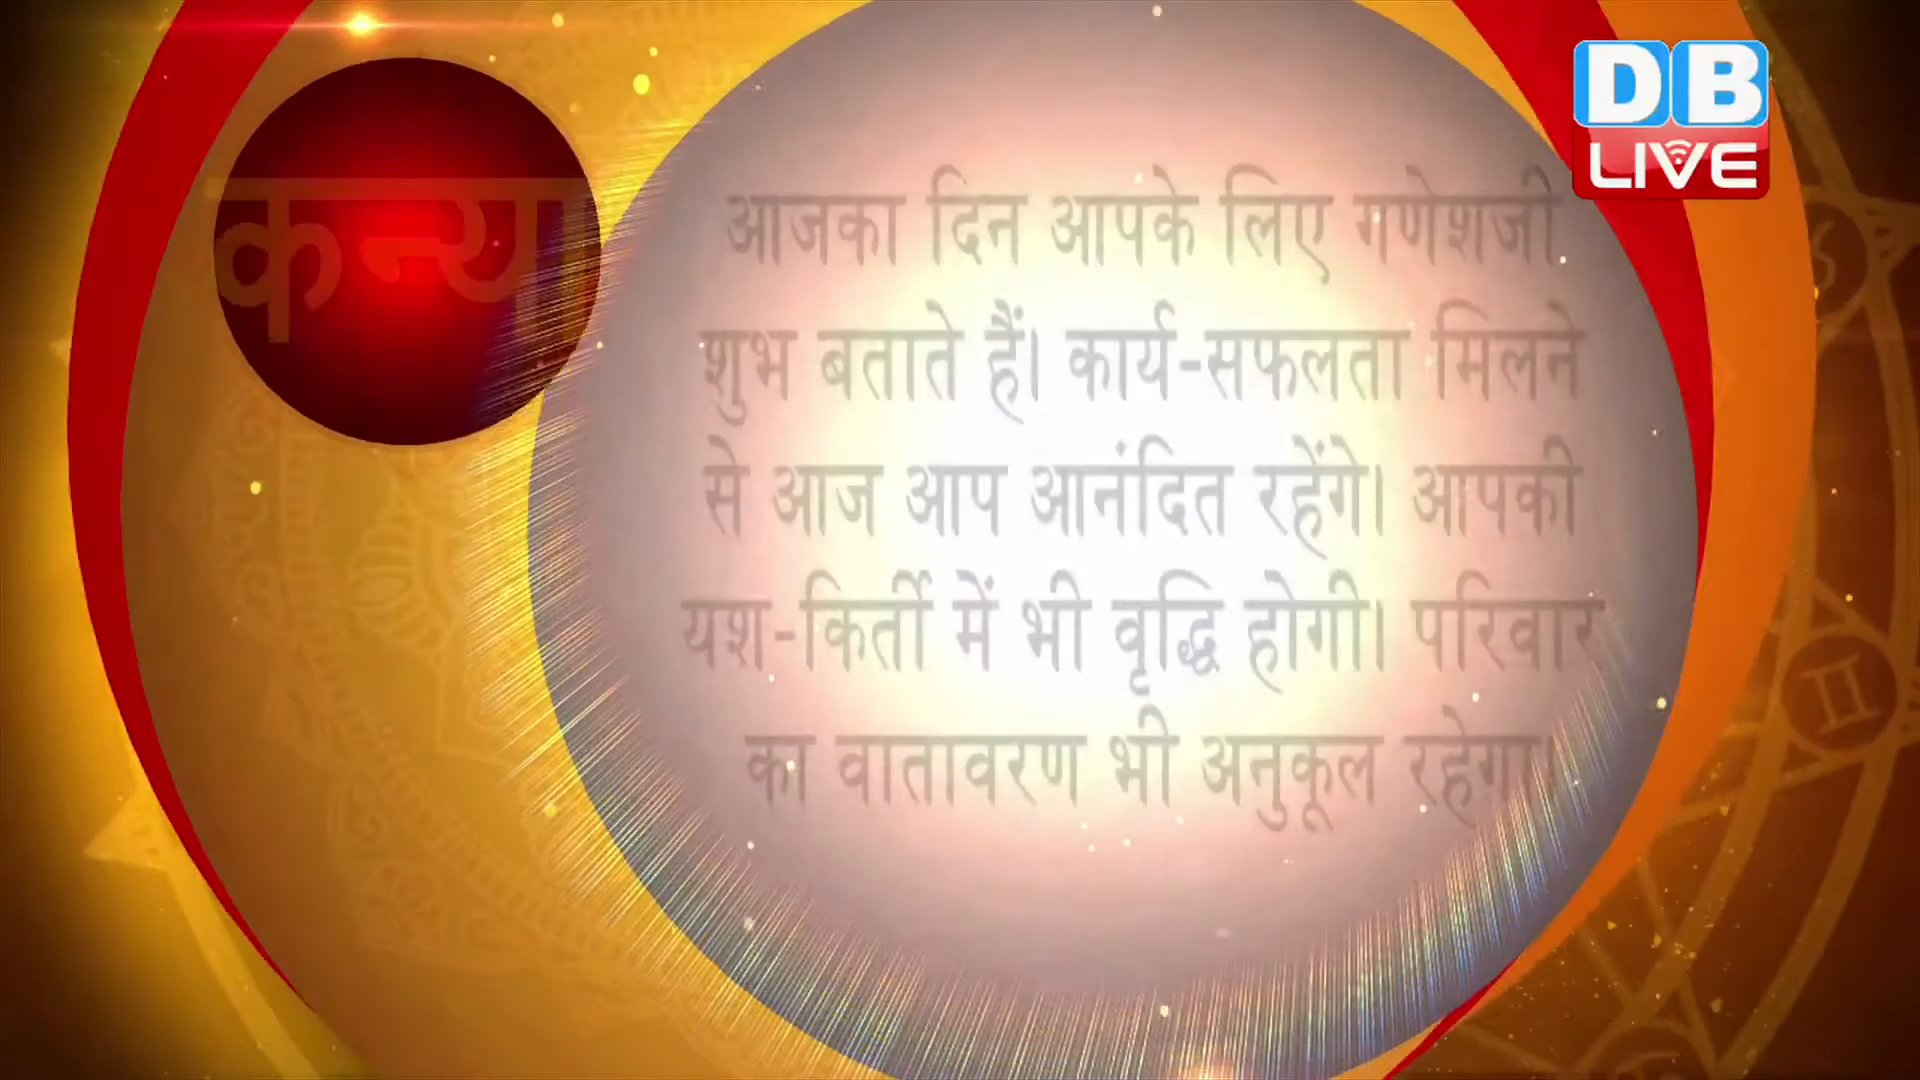 DB
LIVE
कन्या
आजका दिन आपके लिए गणेशजी
शुभ बताते हैं। कार्य-सफलता मिलने
से आज आप आनंदित रहेंगे। आपकी
यश-किर्ती में भी वृद्धि होगी। परिवार
का वातावरण भी अनुकूल रहेगा।